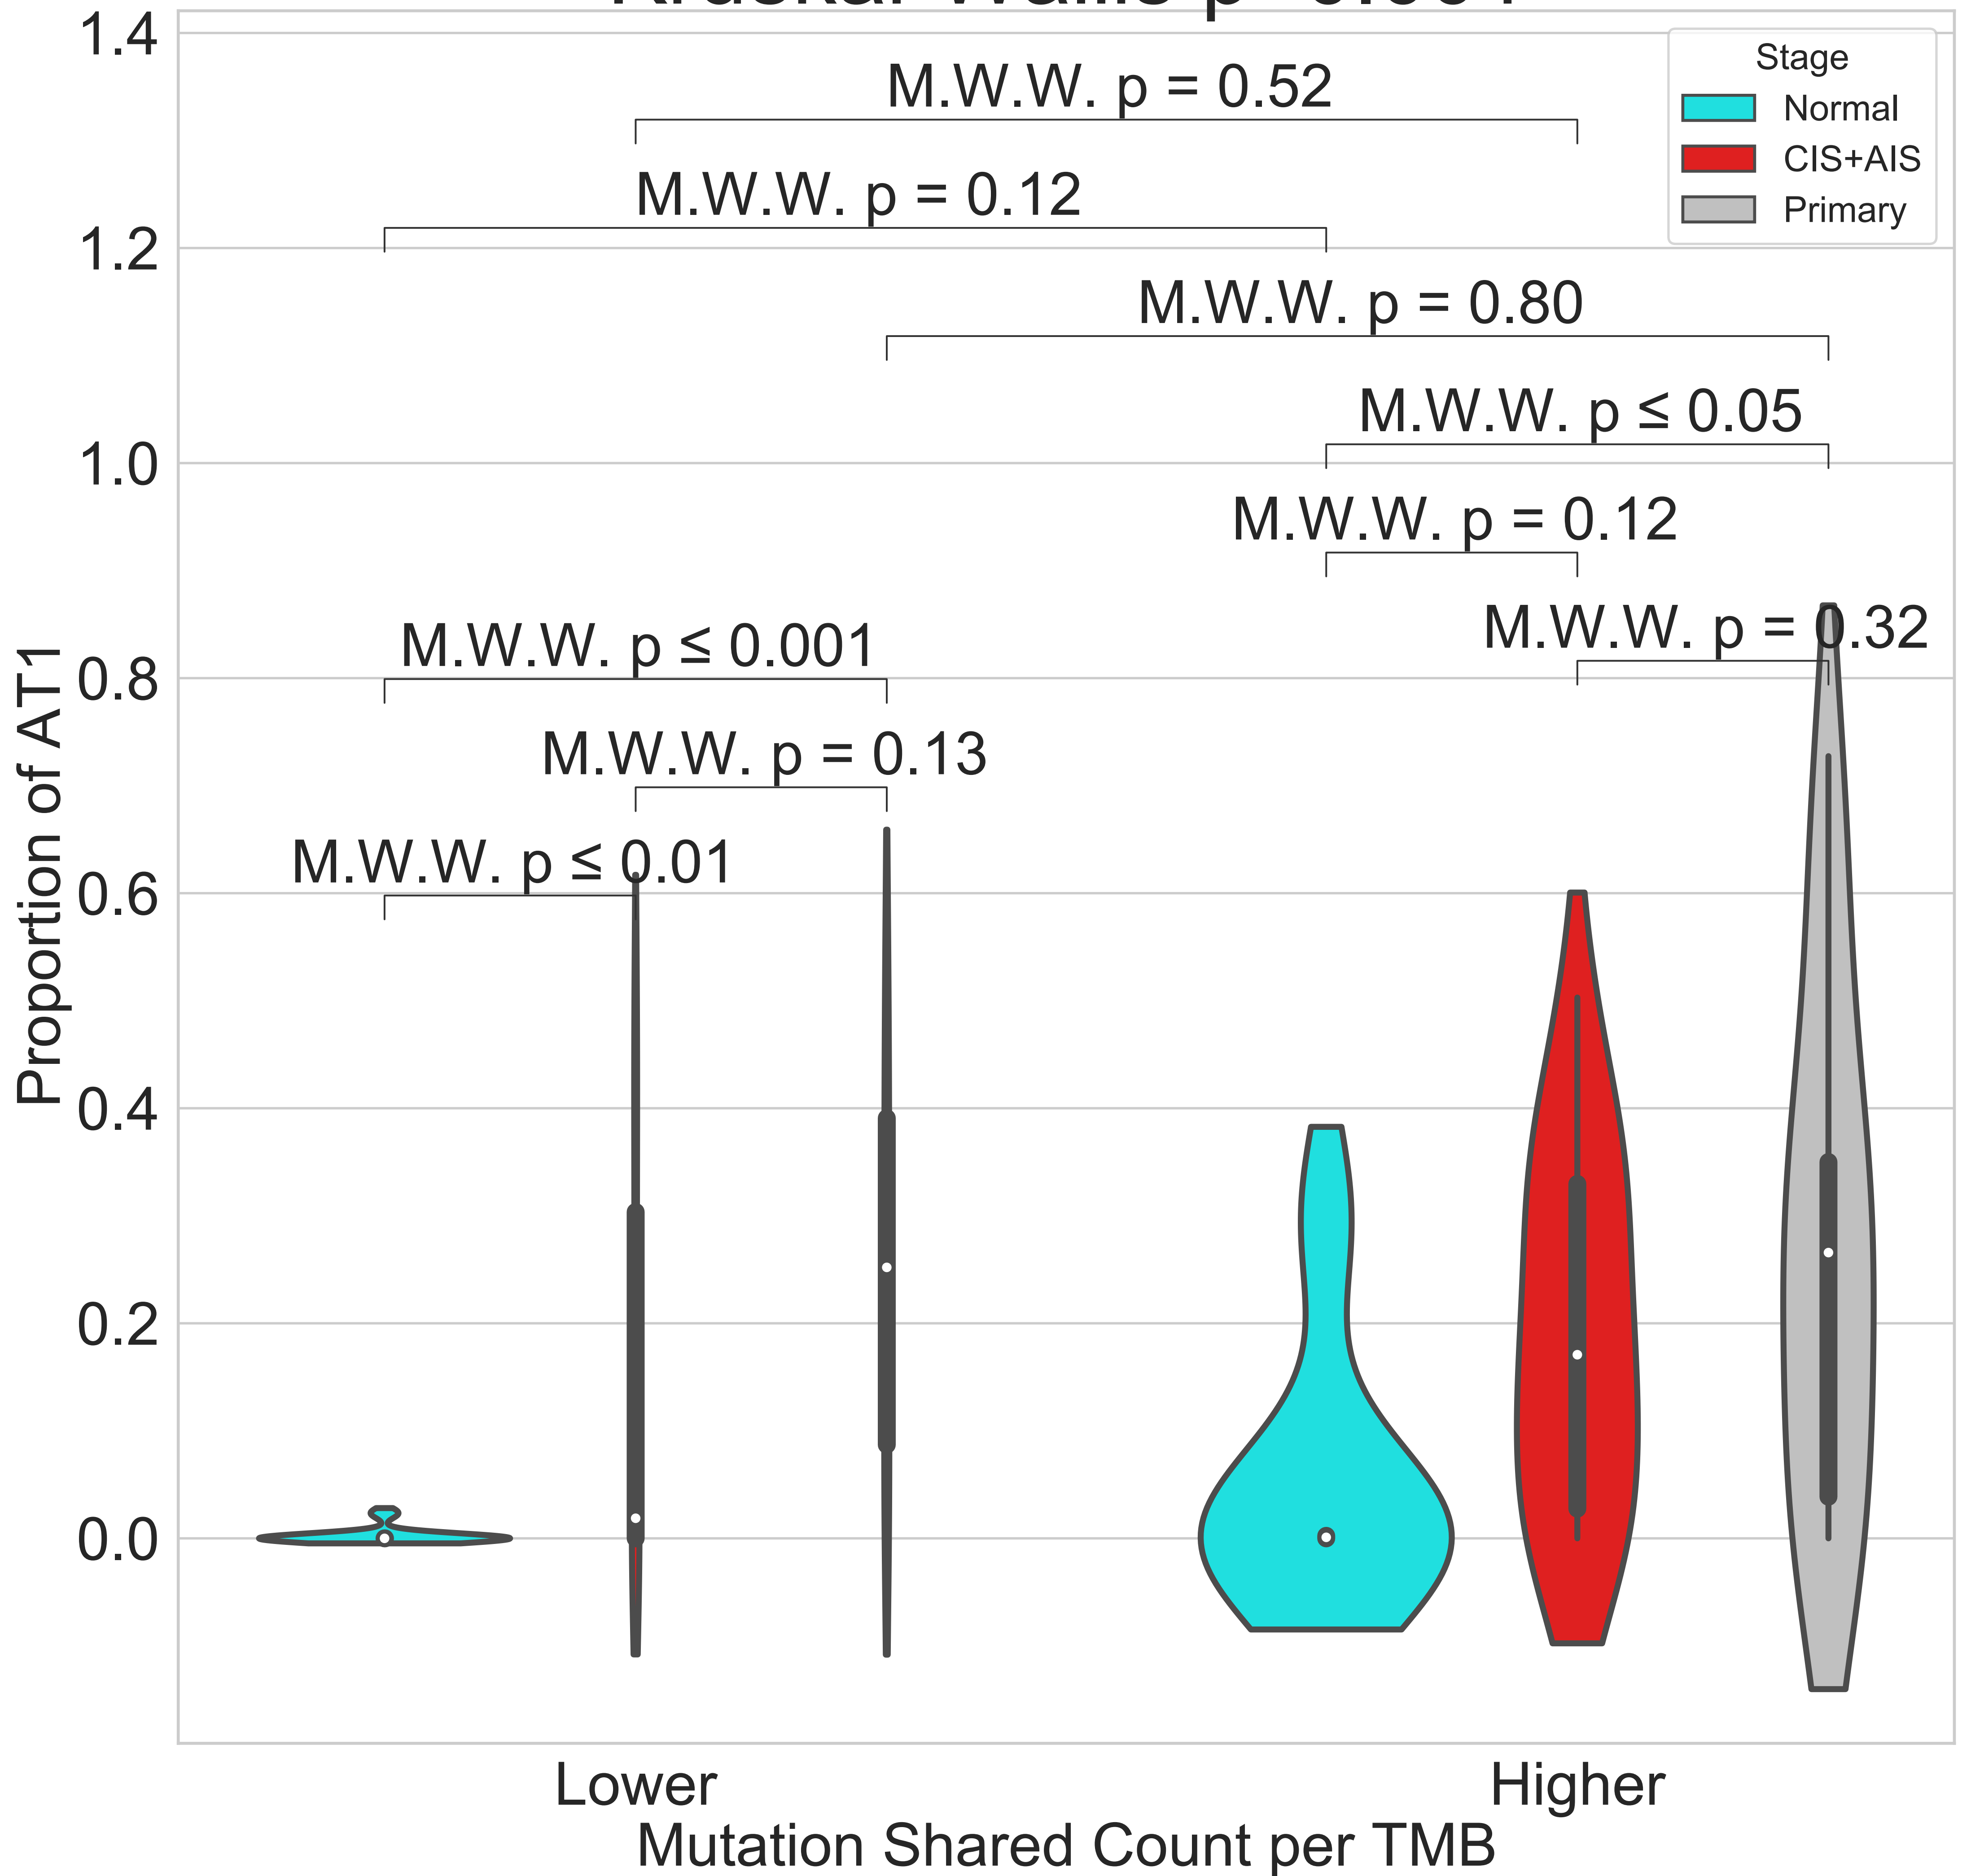 1.4
1.2
1.0
0.8
0.6
0.4
0.2
0.0
Proportion of AT1
Stage
Normal
CIS+AIS
Primary
M.W.W. p = 0.52
M.W.W. p = 0.12
M.W.W. p = 0.80
M.W.W. p ≤ 0.05
M.W.W. p = 0.12
M.W.W. p = 0.32
M.W.W. p ≤ 0.001
M.W.W. p = 0.13
M.W.W. p ≤ 0.01
Lower
Higher
Mutation Shared Count per TMB